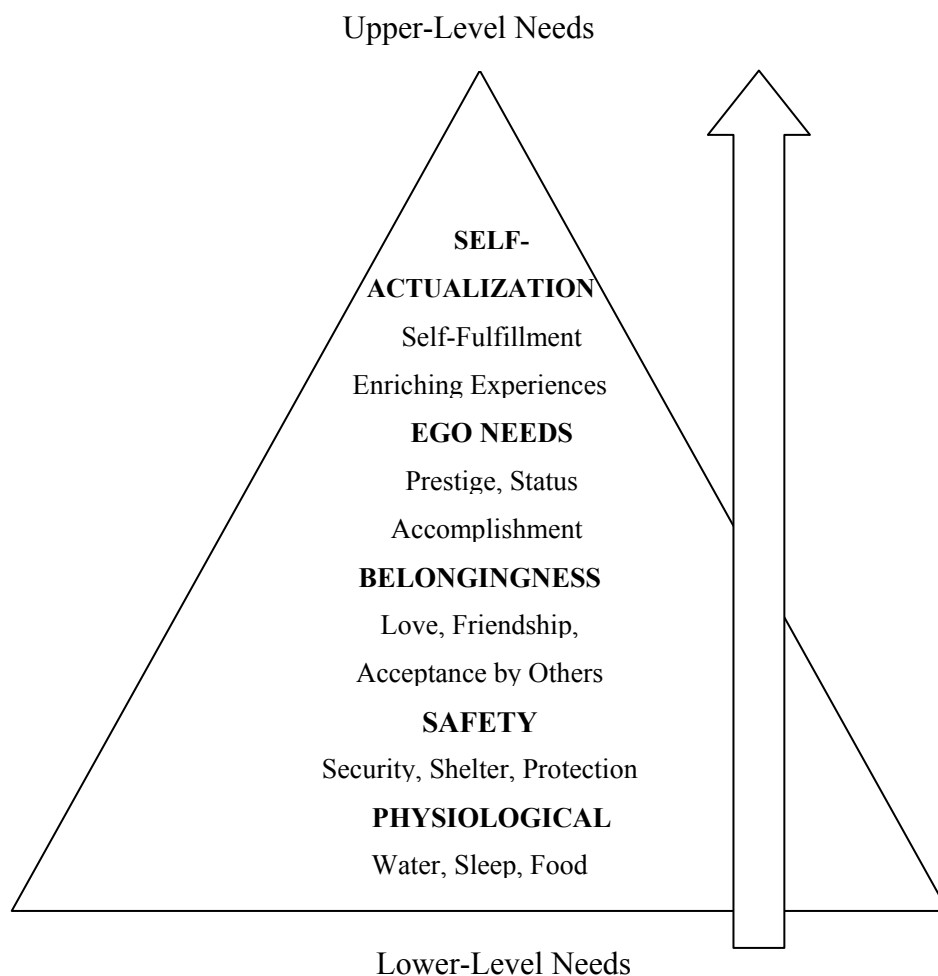 Upper-Level Needs
SELF-
ACTUALIZATION
Self-Fulfillment
Enriching Experiences
EGO NEEDS
Prestige, Status
Accomplishment
BELONGINGNESS
Love, Friendship,
Acceptance by Others
SAFETY
Security, Shelter, Protection
PHYSIOLOGICAL
Water, Sleep, Food
Lower-Level Needs